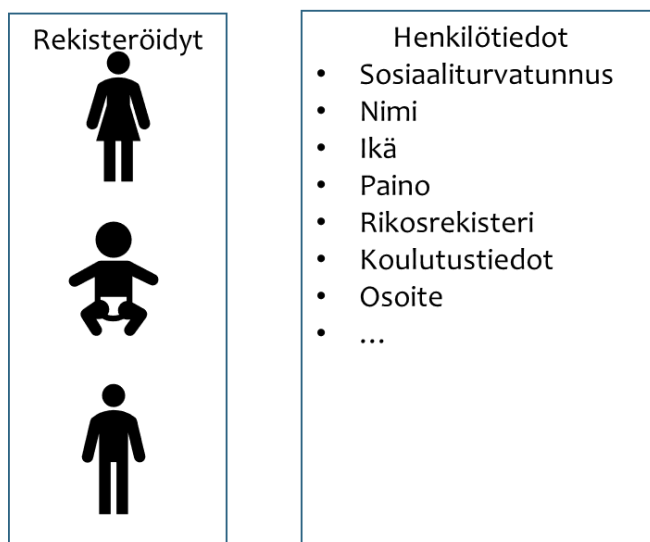 Rekisteröidyt
Henkilötiedot
• Sosiaaliturvatunnus
• Nimi
• Ikä
• Paino
• Rikosrekisteri
• Koulutustiedot
• Osoite
• ...